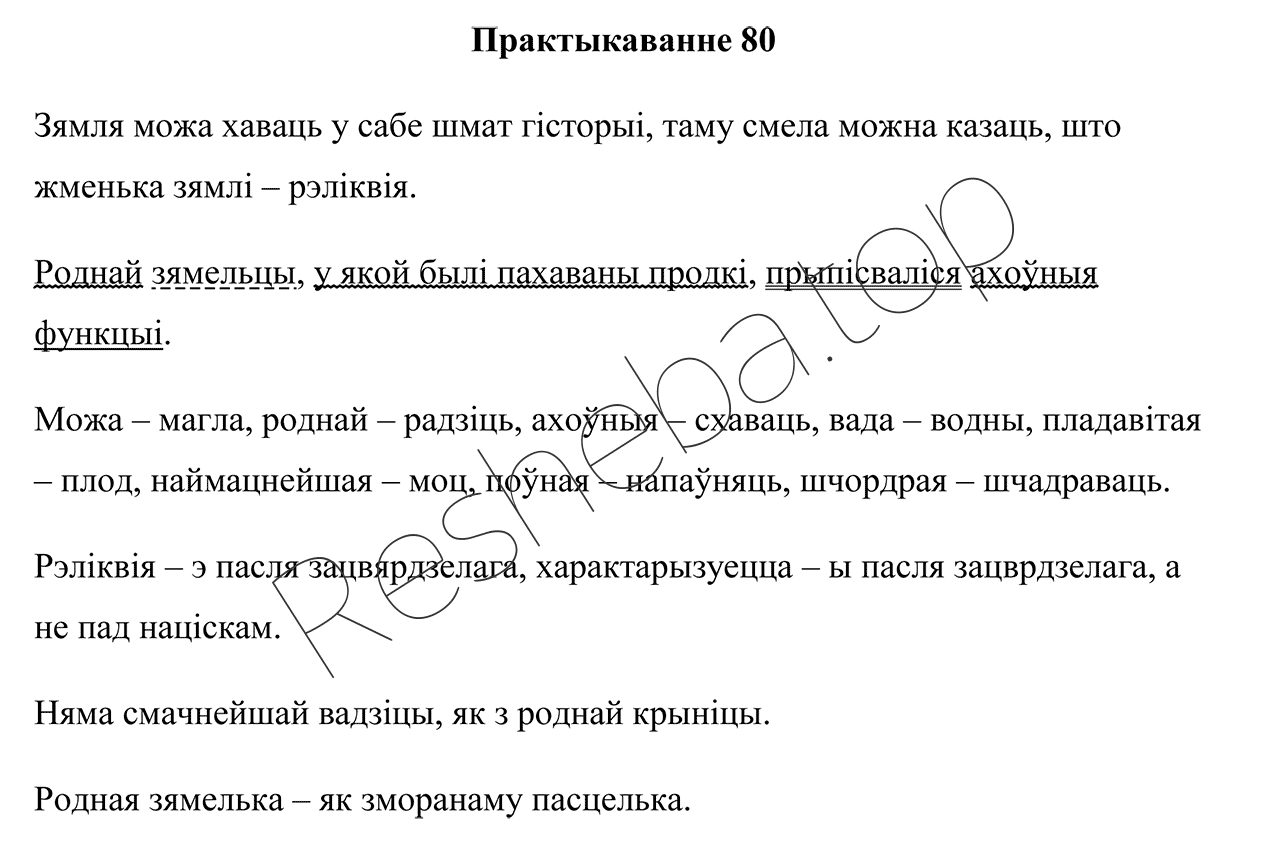 Практыкаванне 80
Зямля можа хаваць у сабе шмат гісторыі, таму смела можна казаць, што
жменька зямлі – рэліквія.
Роднай зямельцы, у якой былі пахаваны продкі, прыпісваліся ахоўныя
функцыі.
Можа – магла, роднай – радзіць, ахоўныя – схаваць, вада – водны, пладавітая
– плод, наймацнейшая – моц, поўная – напаўняць, шчордрая – шчадраваць.
Рэліквія – э пасля зацвярдзелага, характарызуецца – ы пасля зацврдзелага, а
не пад націскам.
Няма смачнейшай вадзіцы, як з роднай крыніцы.
Родная зямелька – як зморанаму пасцелька.
Resheba.top